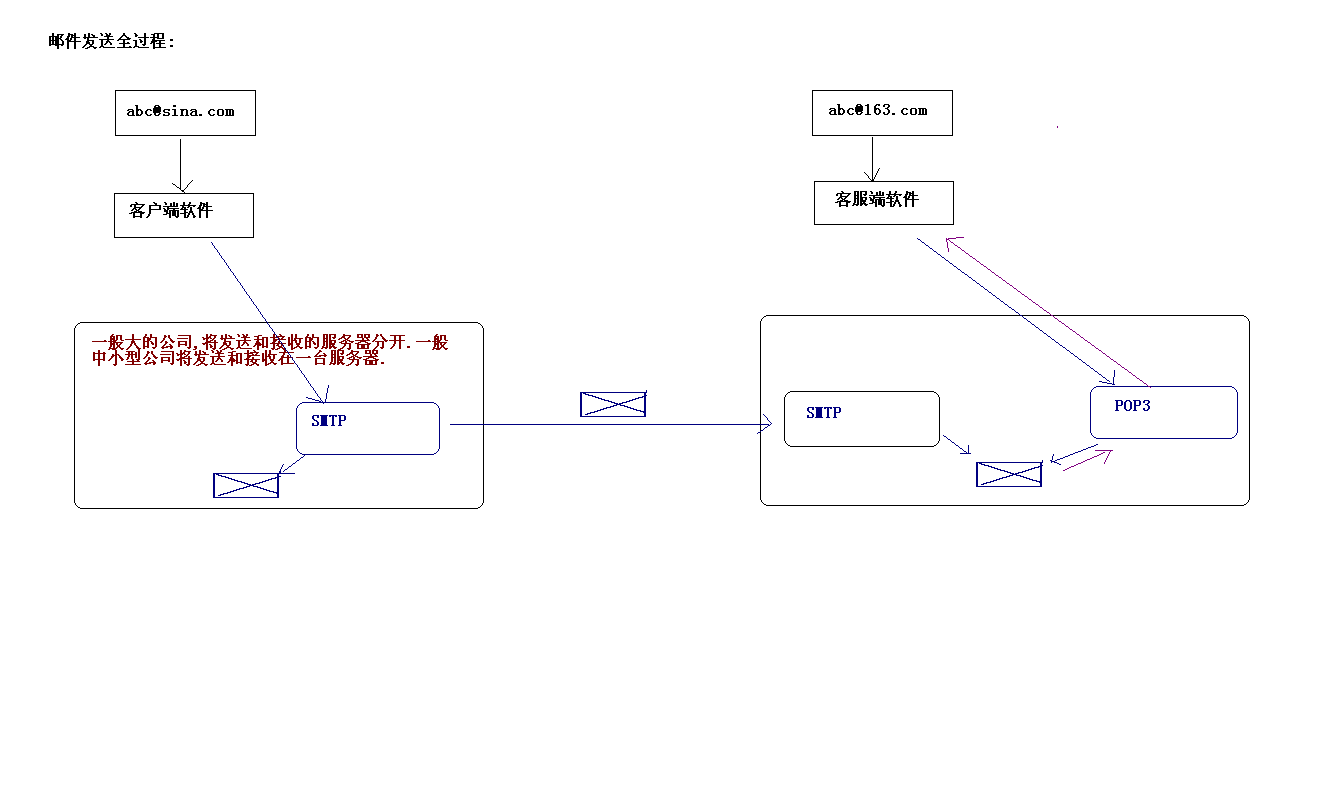 邮件发送全过程:
abc@sina.com
abc@163.com
客户端软件
客服端软件
一般大的公司,将发送和接收的服务器分开.一般
中小型公司将发送和接收在一台服务器.
SMTP
SMTP
POP3